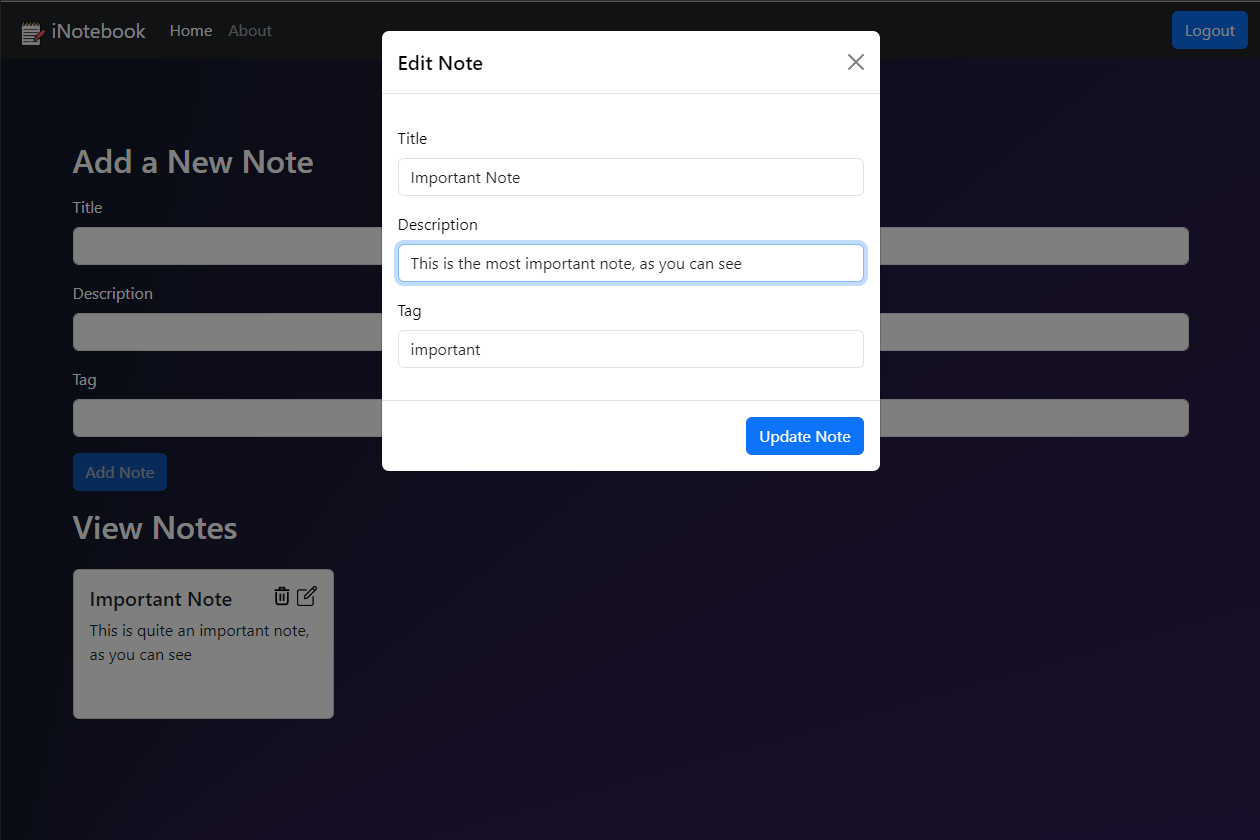 iNotebook Home About Logout
Edit Note
Title
Important Note
Description
This is the most important note, as you can see
Tag
important
Update Note
Add a New Note
Title
Description
Tag
Add Note
View Notes
Important Note
This is quite an important note,
as you can see